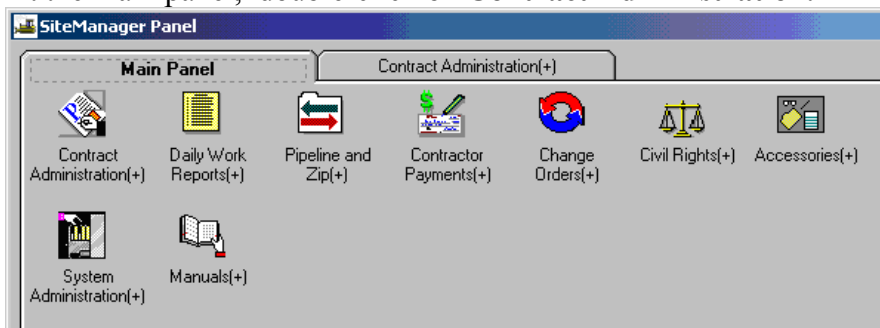 SiteManager Panel
Main Panel
Contract Administration(+)
Contract
Administration(+)
Daily Work
Reports(+)
Pipeline and
Zip(+)
Contractor
Payments(+)
Change
Orders(+)
Civil Rights(+)
Accessories(+)
System
Administration(+)
Manuals(+)